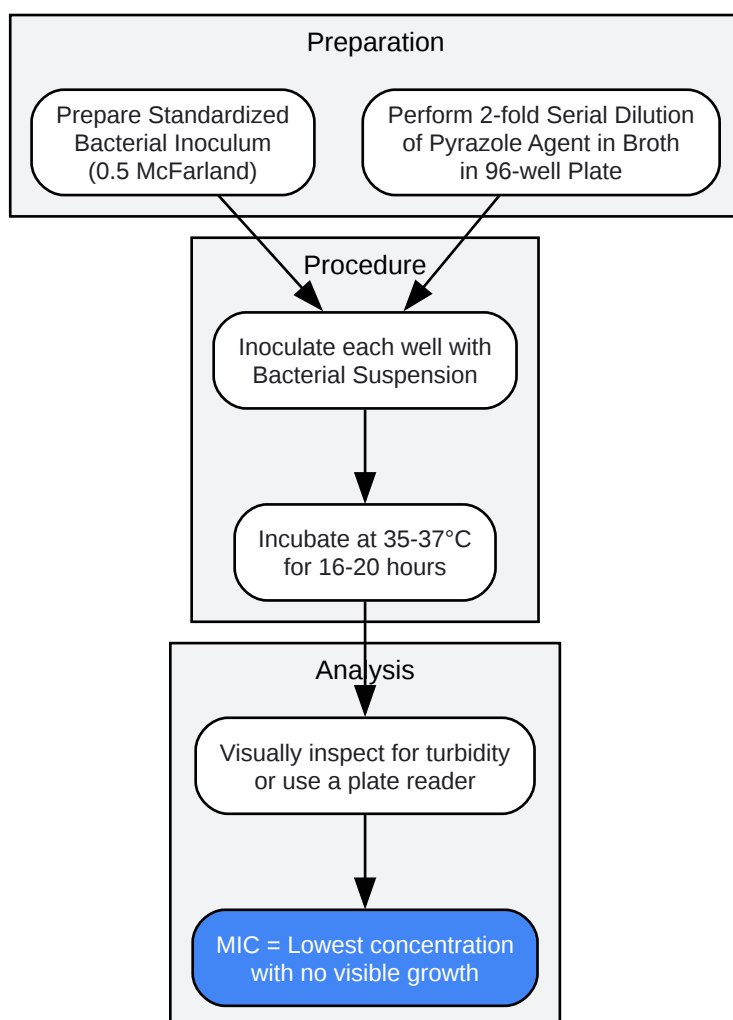 Preparation
Prepare Standardized
Bacterial Inoculum
(0.5 McFarland)
Perform 2-fold Serial Dilution
of Pyrazole Agent in Broth
in 96-well Plate
Procedure
Inoculate each well with
Bacterial Suspension
Incubate at 35-37°C
for 16-20 hours
Analysis
Visually inspect for turbidity
or use a plate reader
MIC = Lowest concentration
with no visible growth